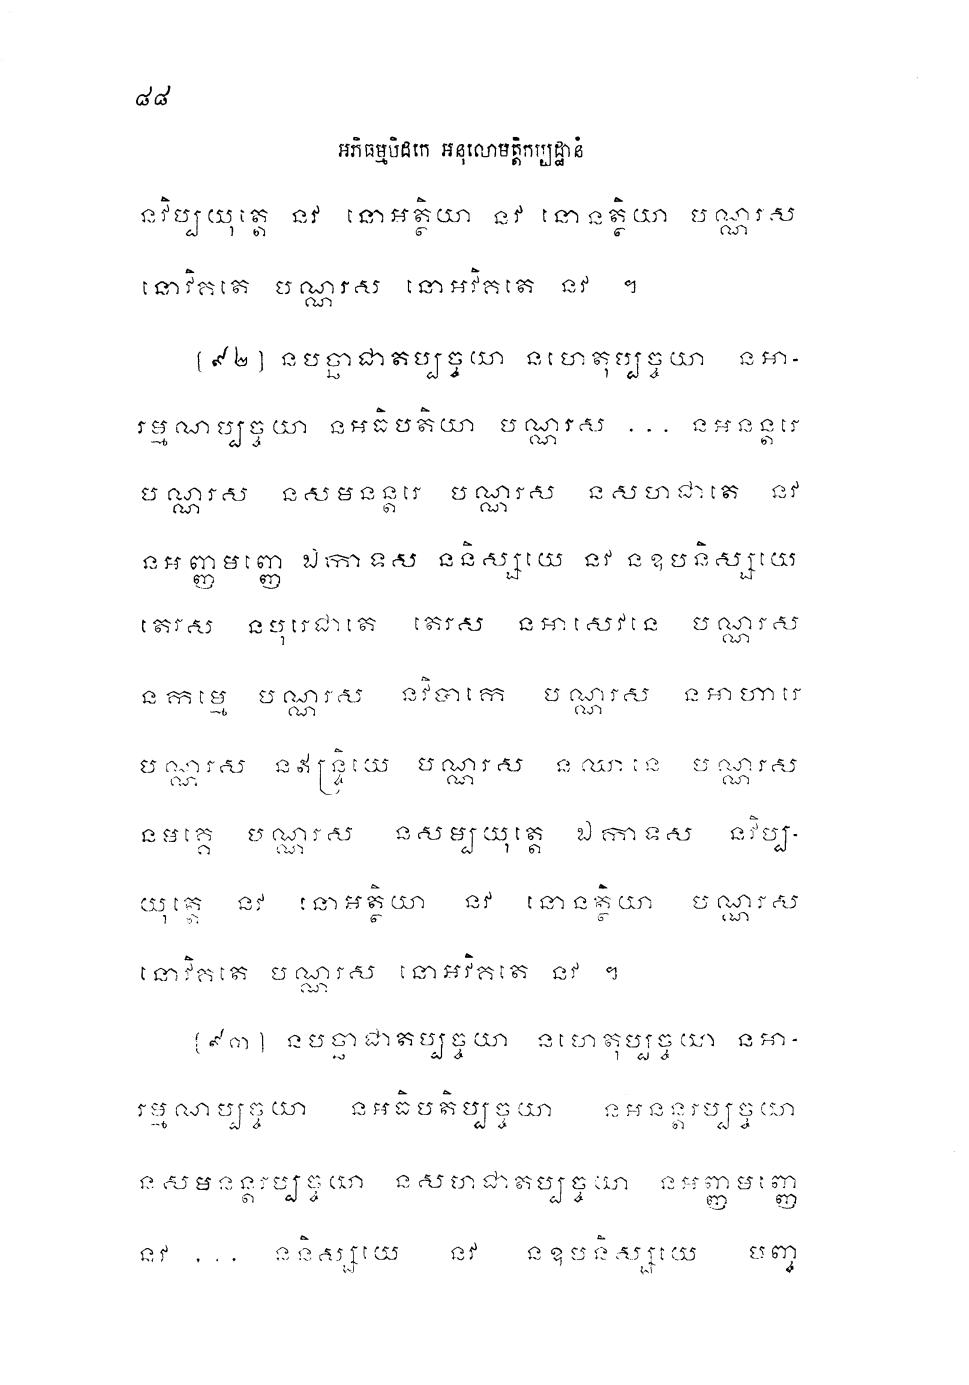 ៨៨
អភិធម្មបិដកេ អនុលោមត្តិកប្បដ្ឋានំ
នវិប្បយុត្តេ នវ នោអត្ថិយា នវ នោនត្ថិយា បណ្ណរស
នោវិគតេ បណ្ណរស នោអវិគតេ នវ ។
(៩២) នបច្ឆាជាតប្បច្ចយា នហេតុប្បច្ចយា នអា-
រម្មណប្បច្ចយា នអធិបតិយា បណ្ណរស ... នអនន្តរេ
បណ្ណរស នសមនន្តរេ បណ្ណរស នសហជាតេ នវ
នអញ្ញមញ្ញេ ឯកាទស ននិស្សយេ នវ នឧបនិស្សយេ
តេរស នបុរេជាតេ តេរស នអាសេវនេ បណ្ណរស
នកម្មេ បណ្ណរស នវិបាកេ បណ្ណរស នអាហារេ
បណ្ណរស នឥន្ទ្រិយេ បណ្ណរស នឈានេ បណ្ណរស
នមគ្គេ បណ្ណរស នសម្បយុត្តេ ឯកាទស នវិប្ប-
យុត្តេ នវ នោអត្ថិយា នវ នោនត្ថិយា បណ្ណរស
នោវិគតេ បណ្ណរស នោអវិគតេ នវ ។
(៩៣) នបច្ឆាជាតប្បច្ចយា នហេតុប្បច្ចយា នអា-
រម្មណប្បច្ចយា នអធិបតិប្បច្ចយា នអនន្តរប្បច្ចយា
នសមនន្តរប្បច្ចយា នសហជាតប្បច្ចយា នអញ្ញមញ្ញេ
នវ ... ននិស្សយេ នវ នឧបនិស្សយេ បញ្ច